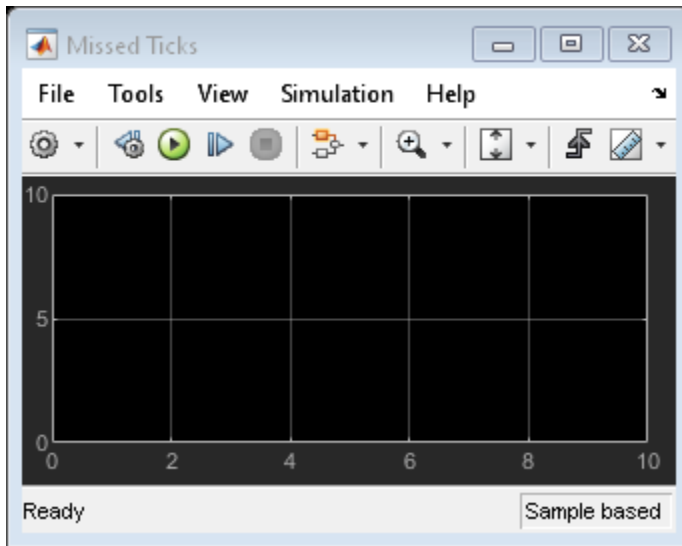 Missed Ticks
File Tools View Simulation Help
10
5
0
0 2 4 6 8 10
Ready Sample based